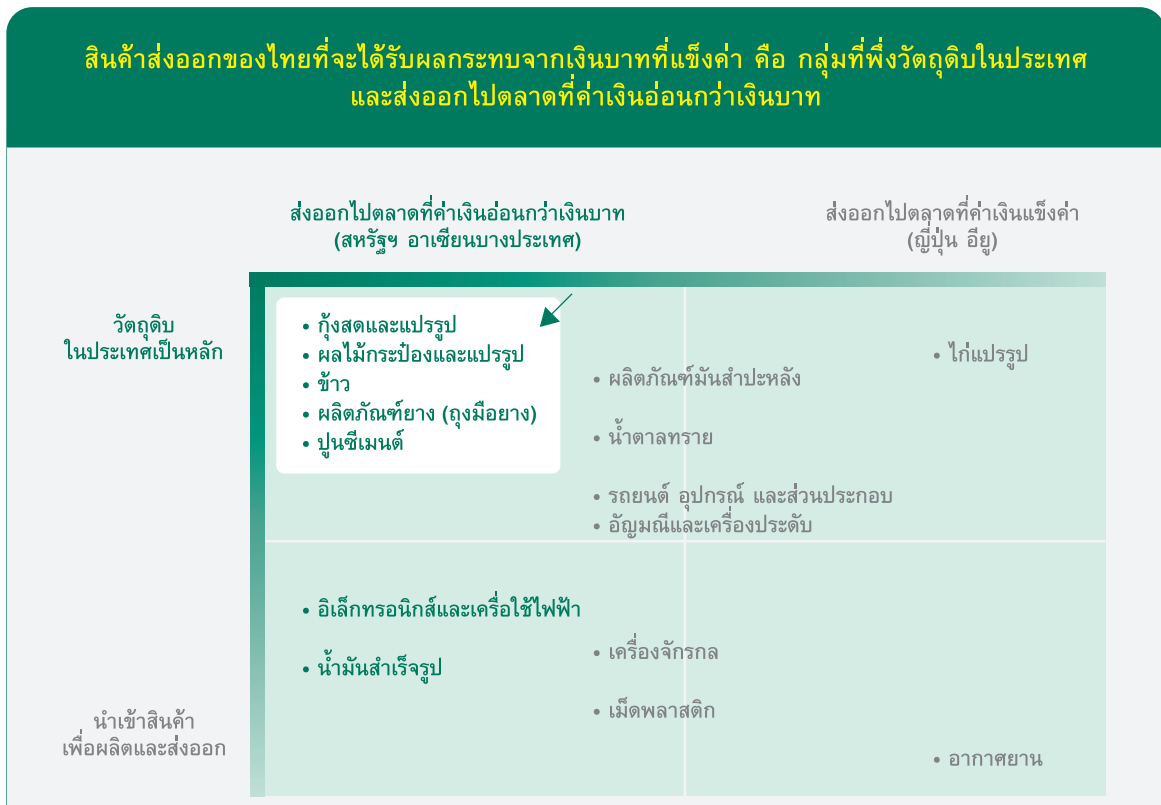 สินค้าส่งออกของไทยที่จะได้รับผลกระทบจากเงินบาทที่แข็งค่า คือ กลุ่มที่พึ่งวัตถุดิบในประเทศ
และส่งออกไปตลาดที่ค่าเงินอ่อนกว่าเงินบาท
ส่งออกไปตลาดที่ค่าเงินอ่อนกว่าเงินบาท
(สหรัฐฯ อาเซียนบางประเทศ)
ส่งออกไปตลาดที่ค่าเงินแข็งค่า
(ญี่ปุ่น อียู)
วัตถุดิบ
ในประเทศเป็นหลัก
• กุ้งสดและแปรรูป
• ผลไม้กระป๋องและแปรรูป
• ข้าว
• ผลิตภัณฑ์ยาง (ถุงมือยาง)
• ปูนซีเมนต์
• ผลิตภัณฑ์มันสำปะหลัง
• น้ำตาลทราย
• รถยนต์ อุปกรณ์ และส่วนประกอบ
• อัญมณีและเครื่องประดับ
• ไก่แปรรูป
• อิเล็กทรอนิกส์และเครื่อใช้ไฟฟ้า
• น้ำมันสำเร็จรูป
• เครื่องจักรกล
• เม็ดพลาสติก
นำเข้าสินค้า
เพื่อผลิตและส่งออก
• อากาศยาน